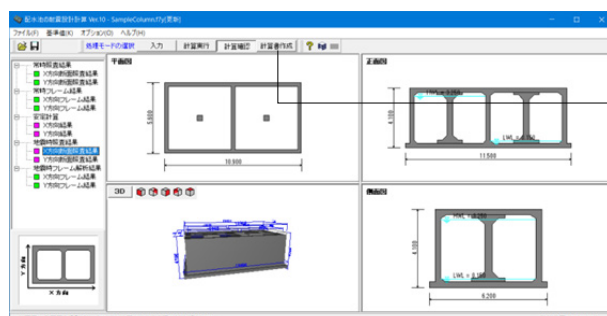 配水池の耐震設計計算 Ver.10 - SampleColumn.f7y[更新]
ファイル(F) 基準値(K) オプション(O) ヘルプ(H)
処理モードの選択 入力 計算実行 計算確認 計算書作成
常時照査結果
X方向断面照査結果
Y方向断面照査結果
常時フレーム結果
X方向フレーム結果
Y方向フレーム結果
安定計算
X方向結果
Y方向結果
地震時照査結果
X方向断面照査結果
Y方向断面照査結果
地震時フレーム解析結果
X方向フレーム結果
Y方向フレーム結果
Y方向
X方向
平面図
5.600
10.900
正面図
4.100
11.500
3D
側面図
4.100
6.200